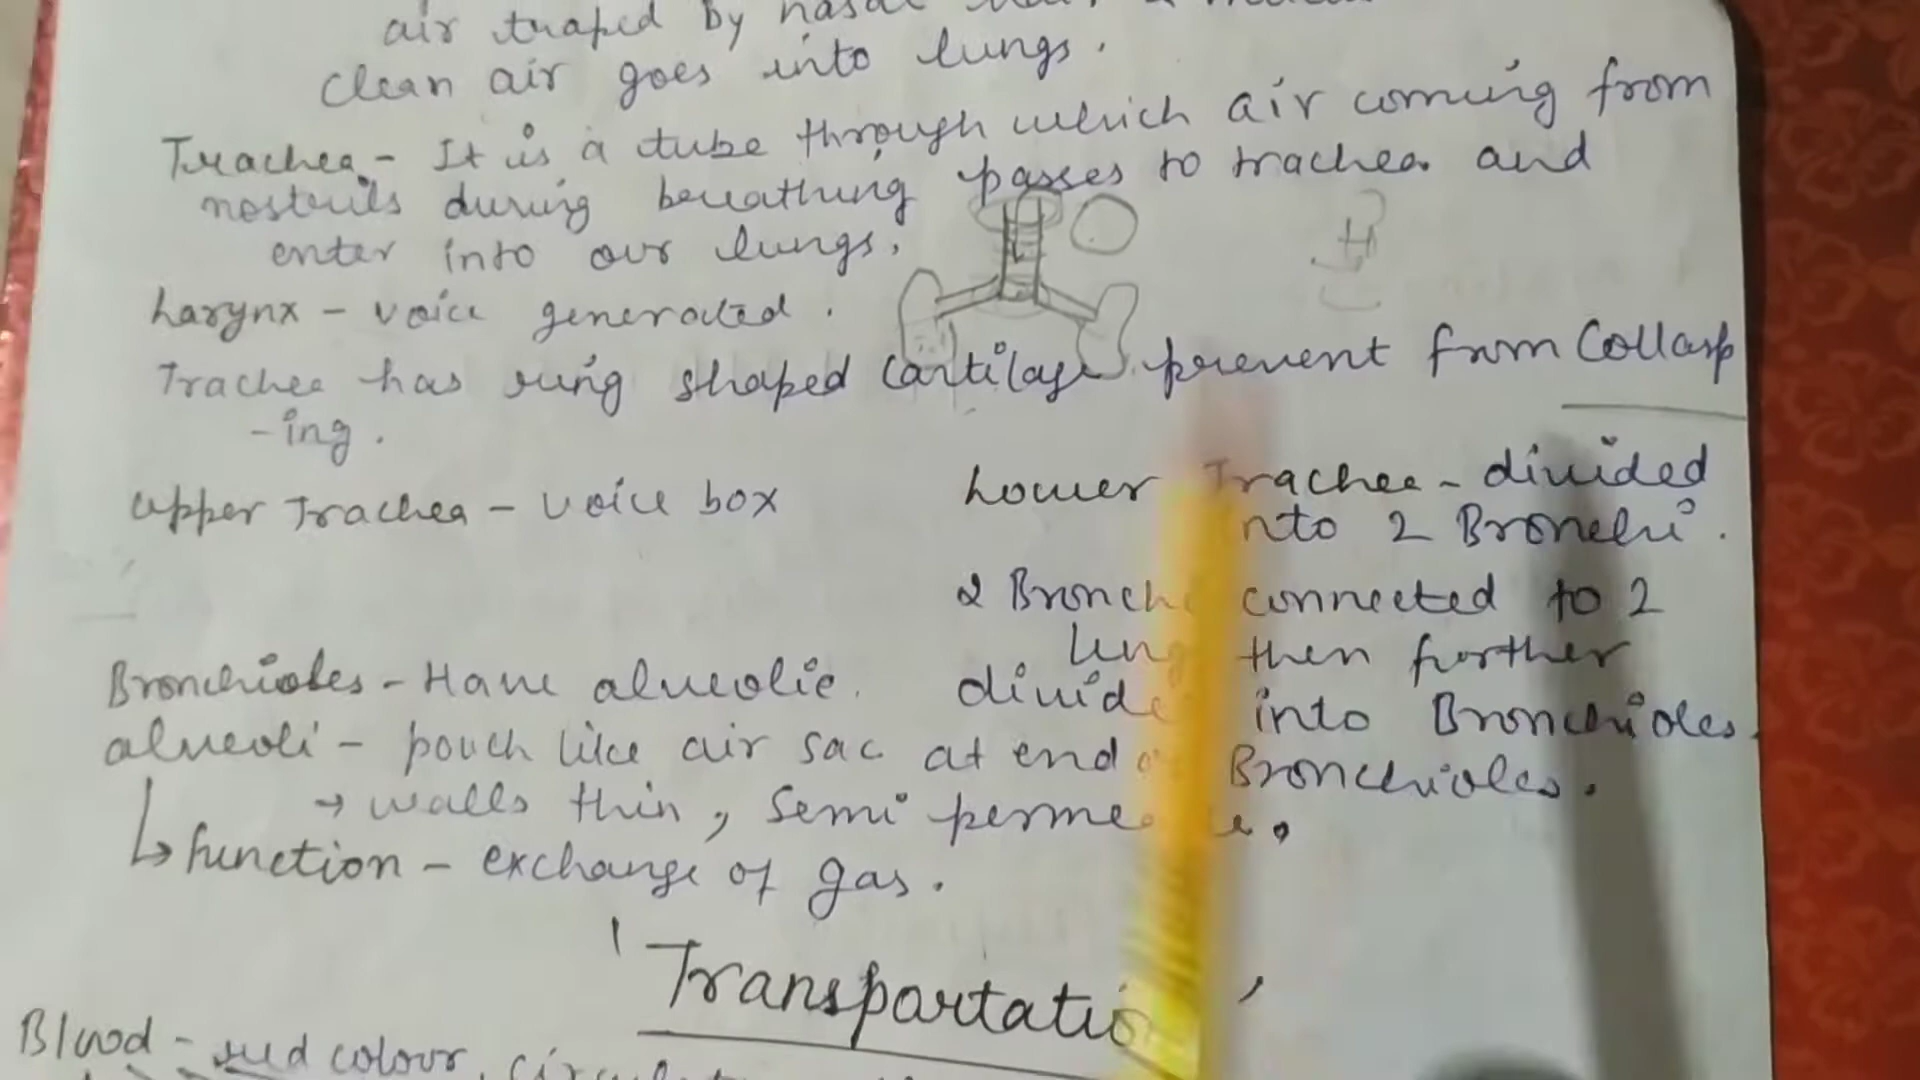 air traped by nasal
clean air goes into lungs.
Trachea - It is a tube through which air coming from
nostrils during breathing passes to trachea and
enter into our lungs.
Larynx - voice generated.
Trachea has ring shaped cartilage prevent from Collasp
-ing.
Upper Trachea - voice box
Lower Trachea - divided
nto 2 Bronchi.
2 Bronch connected to 2
lung then further
divide into Bronchioles.
Bronchioles - Have alveolie.
alveoli - pouch like air sac at end Bronchioles.
→ walls thin, Semi
↳ function - exchange of gas.
'Transportation'
Blood - red colour,